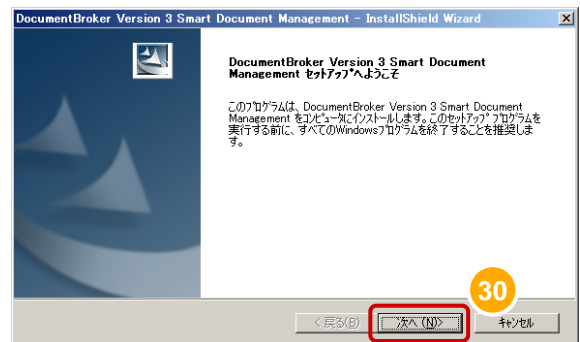 DocumentBroker Version 3 Smart Document Management - InstallShield Wizard
DocumentBroker Version 3 Smart Document
Management セットアップへようこそ
このプログラムは、DocumentBroker Version 3 Smart Document
Management をコンピュータにインストールします。このセットアップ プログラムを
実行する前に、すべてのWindowsプログラムを終了することを推奨しま
す。
30
< 戻る(B)
次へ (N)>
キャンセル